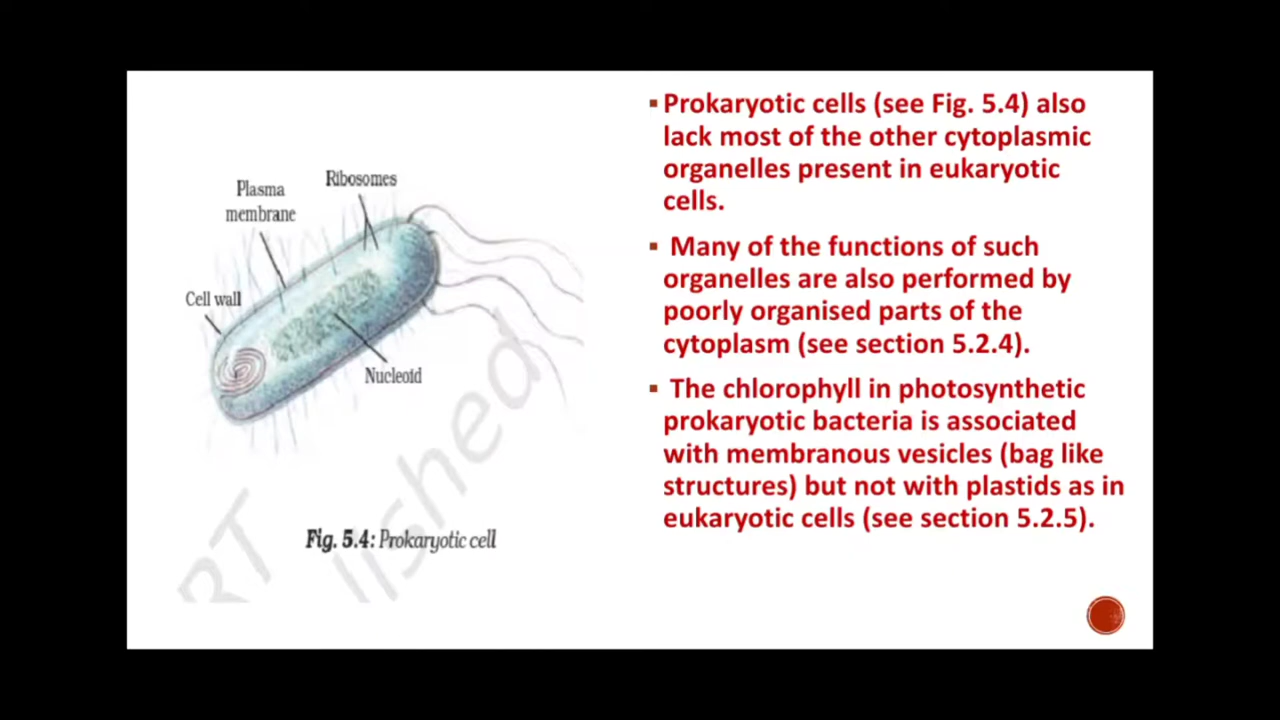 Plasma
membrane
Ribosomes
Cell wall
Nucleoid
Fig. 5.4: Prokaryotic cell
▪Prokaryotic cells (see Fig. 5.4) also
lack most of the other cytoplasmic
organelles present in eukaryotic
cells.
▪ Many of the functions of such
organelles are also performed by
poorly organised parts of the
cytoplasm (see section 5.2.4).
▪ The chlorophyll in photosynthetic
prokaryotic bacteria is associated
with membranous vesicles (bag like
structures) but not with plastids as in
eukaryotic cells (see section 5.2.5).